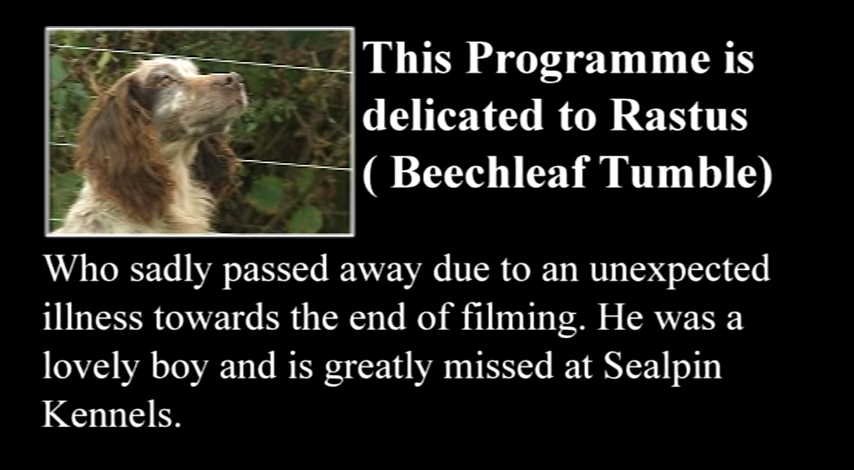 This Programme is
delicated to Rastus
( Beechleaf Tumble)
Who sadly passed away due to an unexpected
illness towards the end of filming. He was a
lovely boy and is greatly missed at Sealpin
Kennels.